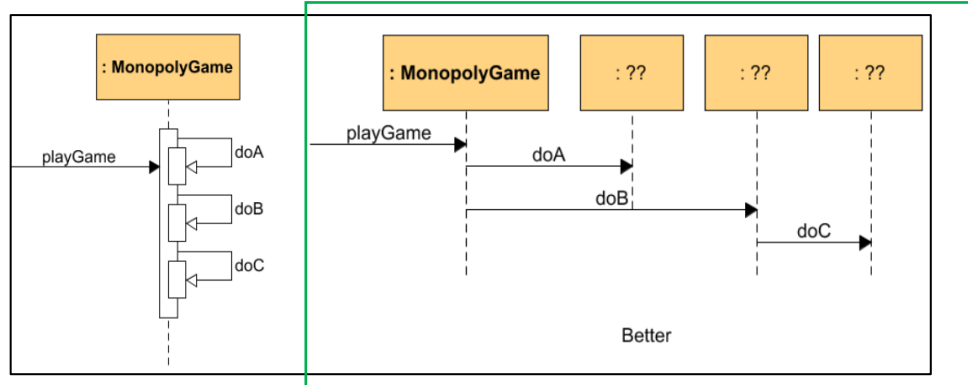 : MonopolyGame
playGame
doA
doB
doC
: MonopolyGame
: ??
: ??
: ??
playGame
doA
doB
doC
Better